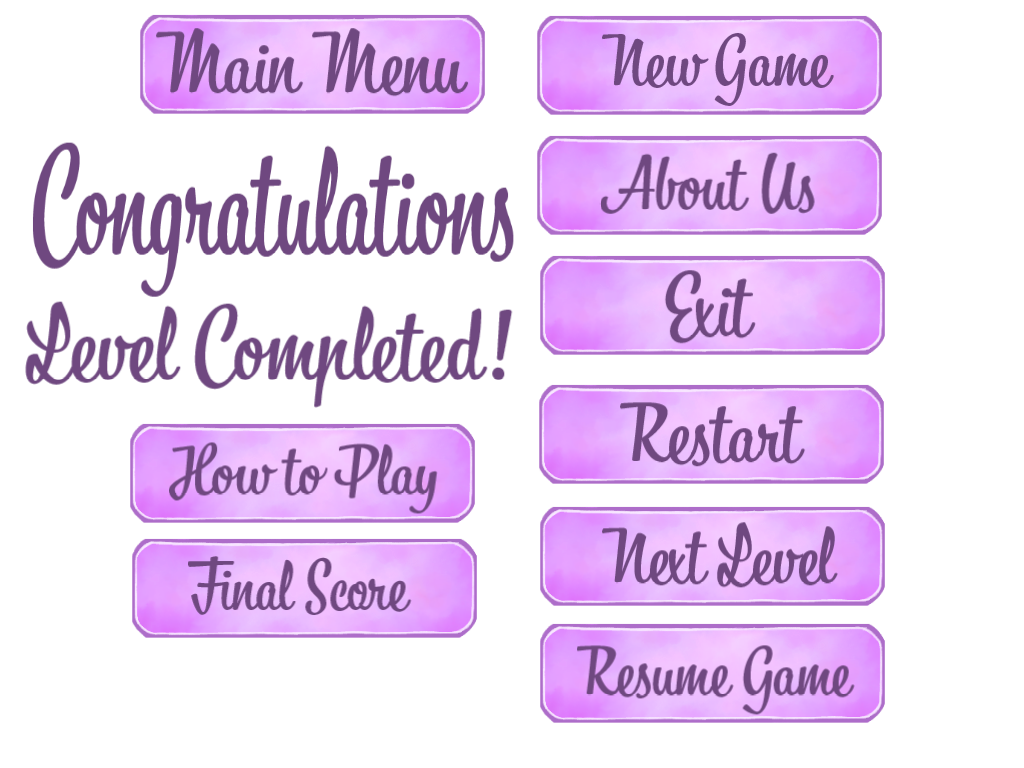 Main Menu
Congratulations
Level Completed!
How to Play
Final Score
New Game
About Us
Exit
Restart
Next Level
Resume Game